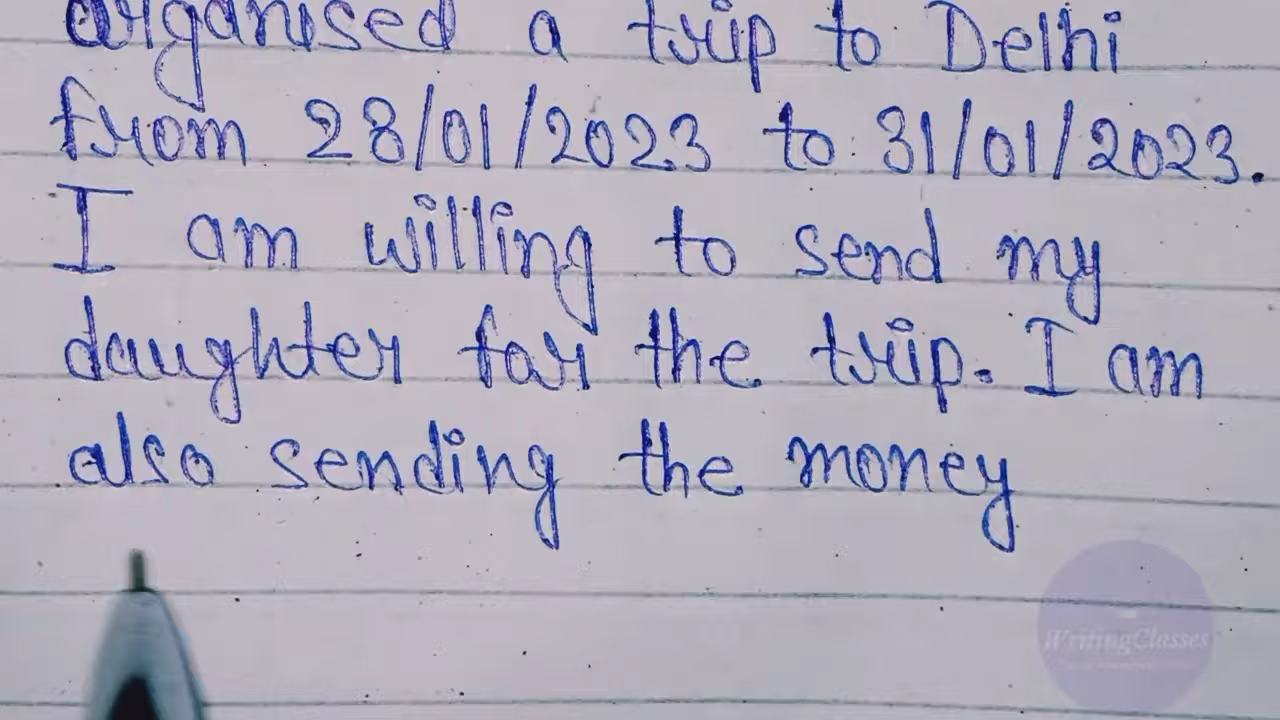 organised a trip to Delhi
from 28/01/2023 to 31/01/2023.
I am willing to send my
daughter for the trip. I am
also sending the money
WritingClasses